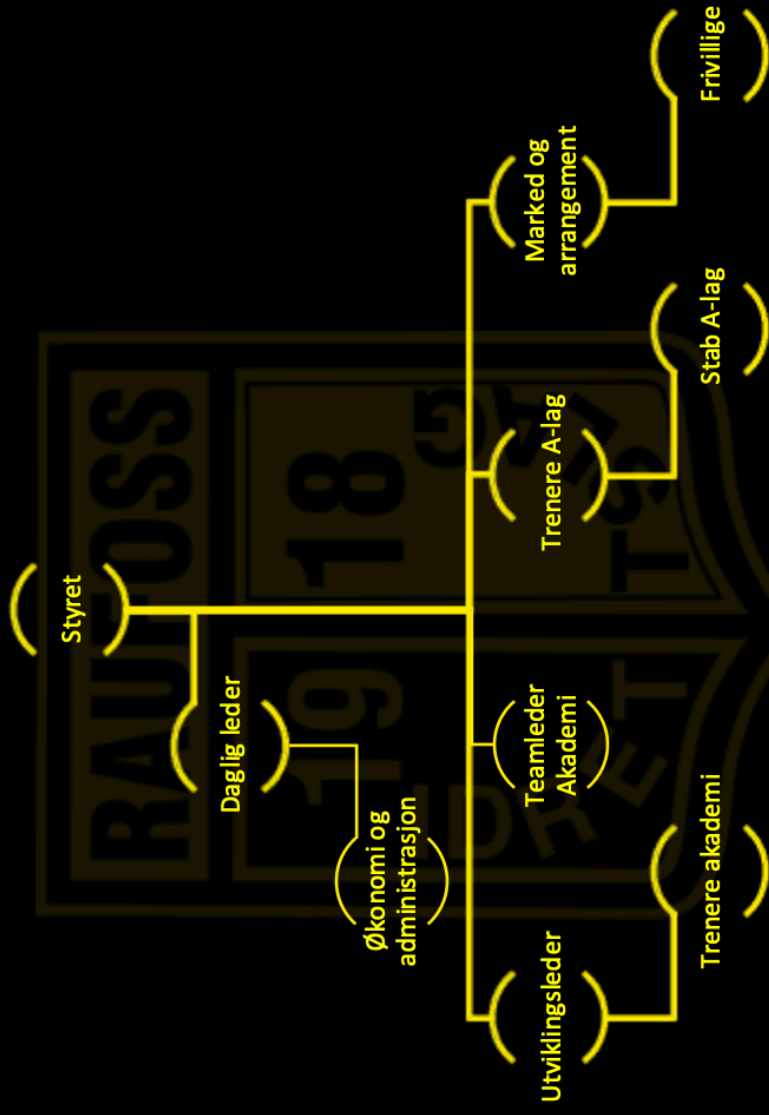 Styret
Daglig leder
Økonomi og
administrasjon
Utviklingsleder
Teamleder
Akademi
Trenere A-lag
Marked og
arrangement
Trenere akademi
Stab A-lag
Frivillige
RAUFOSS
19 18
IDRETTSLAG